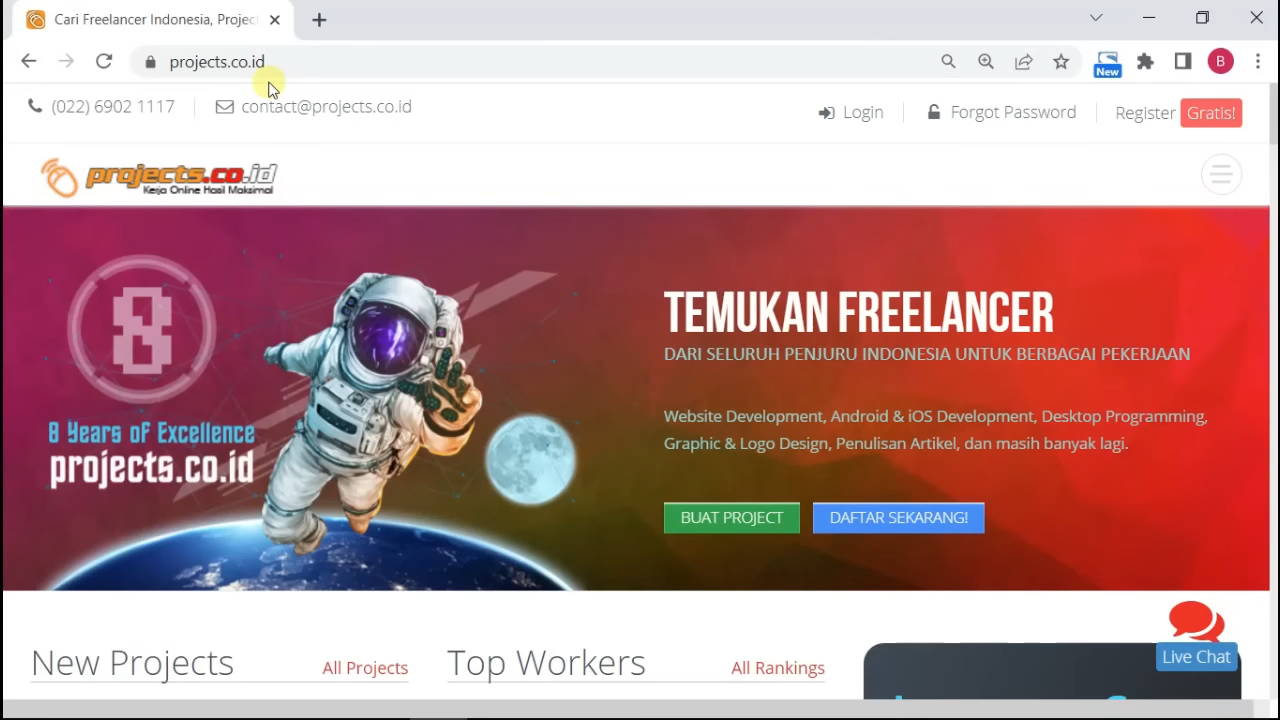 Cari Freelancer Indonesia, Projec
projects.co.id
New
B
(022) 6902 1117
contact@projects.co.id
Login
Forgot Password
Register Gratis!
projects.co.id
Kerja Online Hasil Maksimal
8
8 Years of Excellence
projects.co.id
TEMUKAN FREELANCER
DARI SELURUH PENJURU INDONESIA UNTUK BERBAGAI PEKERJAAN
Website Development, Android & iOS Development, Desktop Programming,
Graphic & Logo Design, Penulisan Artikel, dan masih banyak lagi.
BUAT PROJECT
DAFTAR SEKARANG!
New Projects
All Projects
Top Workers
All Rankings
Live Chat